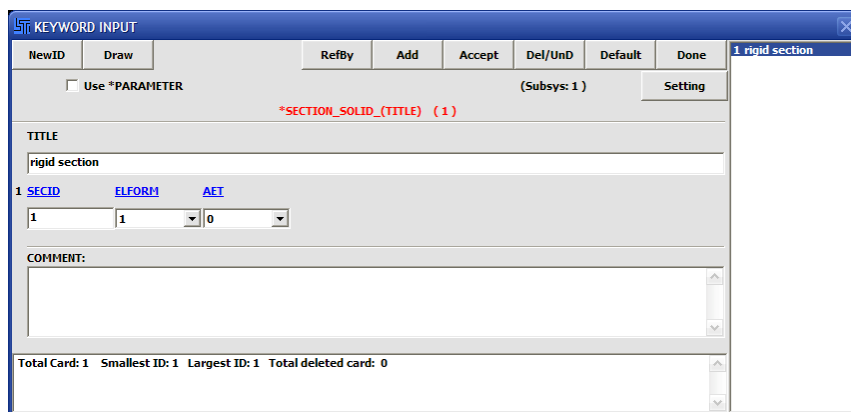 KEYWORD INPUT
NewID Draw RefBy Add Accept Del/UnD Default Done
1 rigid section
Use *PARAMETER (Subsys: 1 ) Setting
*SECTION_SOLID_(TITLE) ( 1 )
TITLE
rigid section
1 SECID ELFORM AET
1 1 0
COMMENT:
Total Card: 1 Smallest ID: 1 Largest ID: 1 Total deleted card: 0